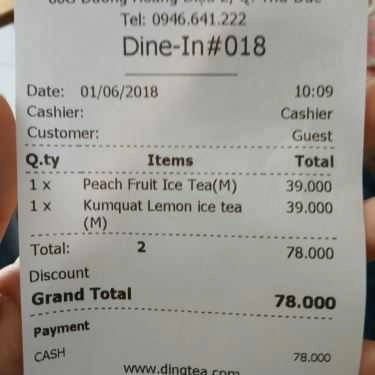 Tel: 0946.641.222
Dine-In#018
Date: 01/06/2018 10:09
Cashier: Cashier
Customer: Guest
Q.ty Items Total
1 x Peach Fruit Ice Tea(M) 39.000
1 x Kumquat Lemon ice tea 39.000
(M)
Total: 2 78.000
Discount
Grand Total 78.000
Payment
CASH 78.000
www.dingtea.com